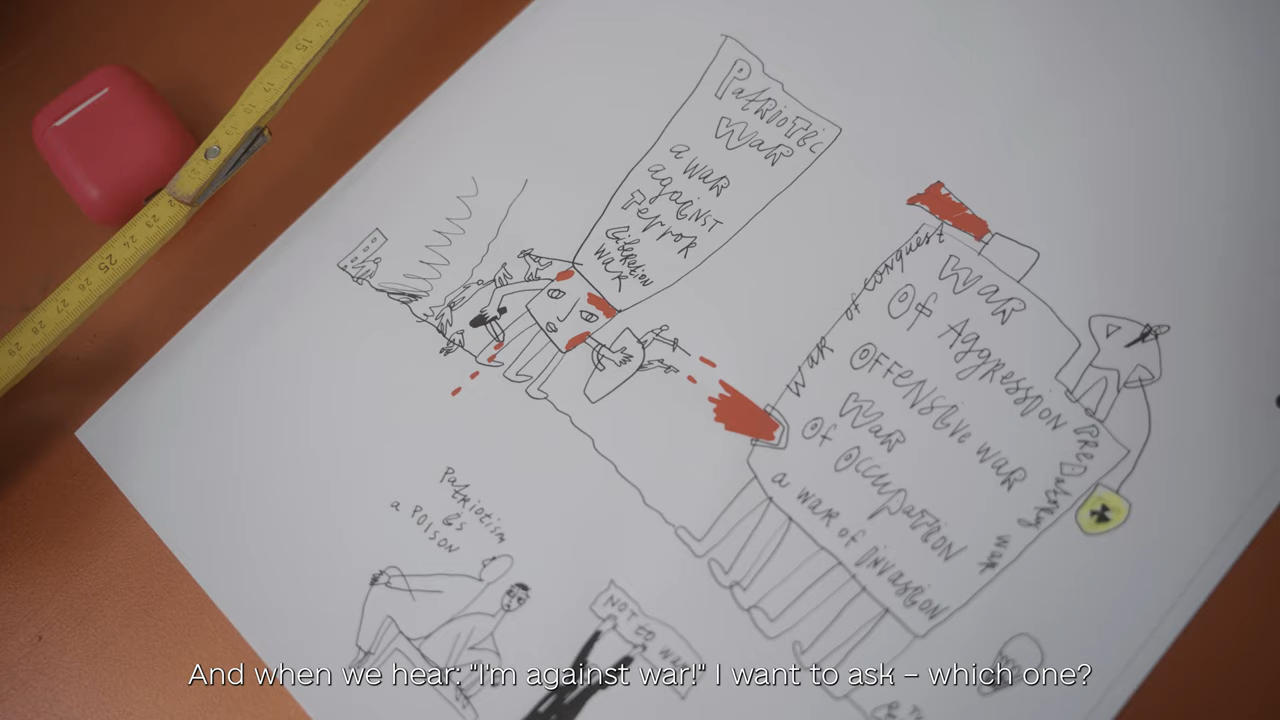 Patriotic
War
a war
against
Terror
Liberation
war
War
Of Aggression
Offensive war
War
Of Occupation
a war of invasion
war of conquest
Predatory war
Patriotism
is
a POISON
NOT TO WAR
And when we hear: "I'm against war!" I want to ask – which one?